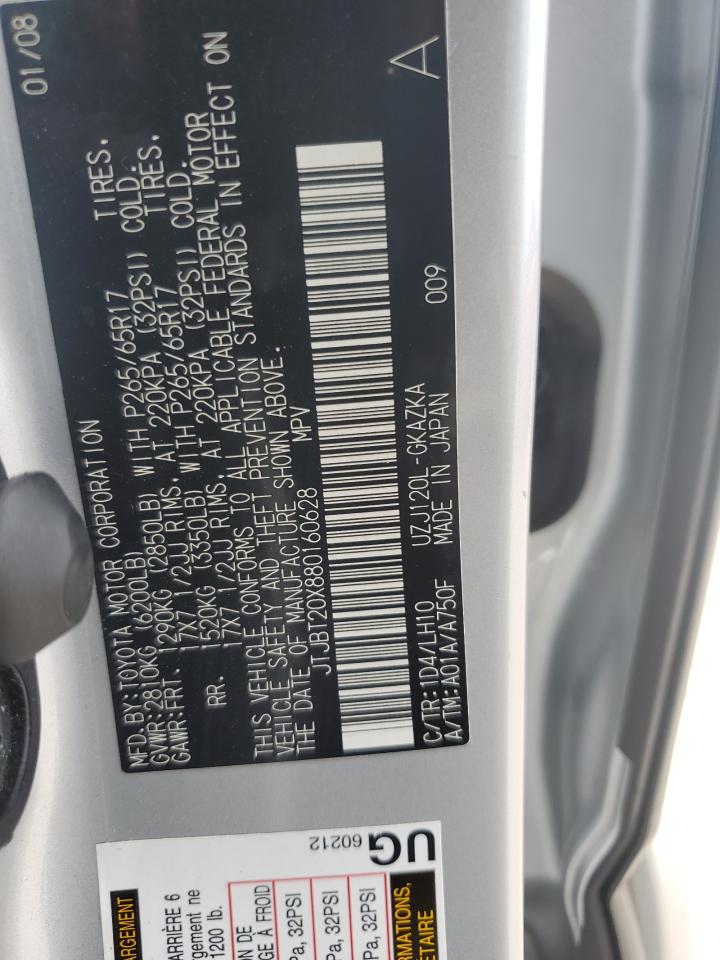 MFD. BY: TOYOTA MOTOR CORPORATION 01/08
GVWR: 2810KG (6200LB)
GAWR: FRT. 1290KG (2850LB) WITH P265/65R17 TIRES.
17X7 1/2JJ RIMS. AT 220KPA (32PSI) COLD.
RR. 1520KG (3350LB) WITH P265/65R17 TIRES.
17X7 1/2JJ RIMS. AT 220KPA (32PSI) COLD.
THIS VEHICLE CONFORMS TO ALL APPLICABLE FEDERAL MOTOR
VEHICLE SAFETY AND THEFT PREVENTION STANDARDS IN EFFECT ON
THE DATE OF MANUFACTURE SHOWN ABOVE.
JTJBT20X880160628 MPV
C/TR: 1D4/LH10 UZJ120L-GKAZKA 009 A
A/TM: A01A/A750F MADE IN JAPAN
ARGEMENT
ARRIÈRE 6
rgement ne
1200 lb.
ON DE
GE À FROID
Pa, 32PSI
Pa, 32PSI
Pa, 32PSI
RMATIONS,
ÉTAIRE
60212
UG